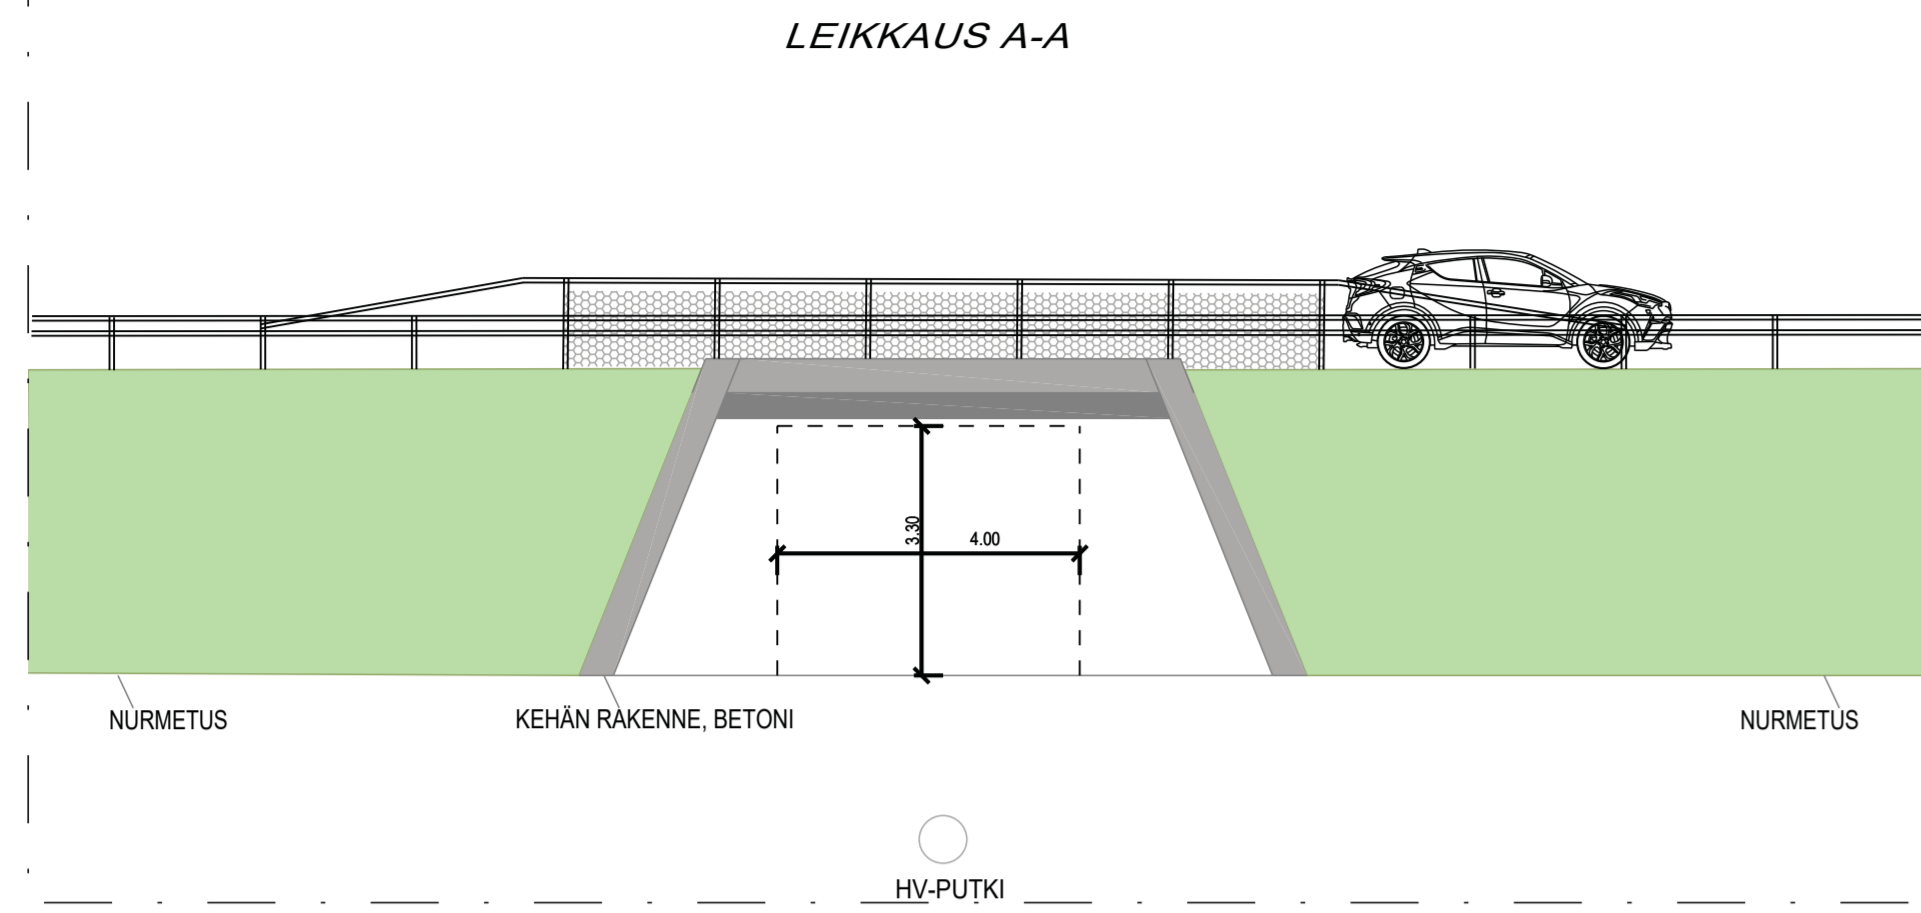 LEIKKAUS A-A
3.30
4.00
NURMETUS
KEHÄN RAKENNE, BETONI
NURMETUS
HV-PUTKI